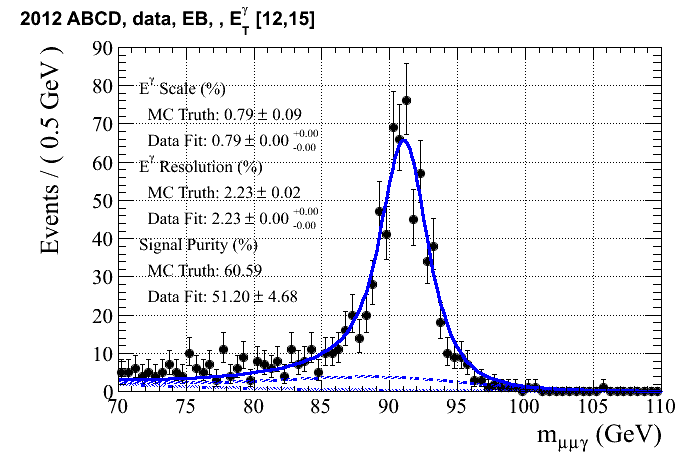 2012 ABCD, data, EB, , E_T^γ [12,15]
Events / ( 0.5 GeV )
90
80
70
60
50
40
30
20
10
0
E^γ Scale (%)
MC Truth: 0.79 ± 0.09
Data Fit: 0.79 ± 0.00 +0.00 -0.00
E^γ Resolution (%)
MC Truth: 2.23 ± 0.02
Data Fit: 2.23 ± 0.00 +0.00 -0.00
Signal Purity (%)
MC Truth: 60.59
Data Fit: 51.20 ± 4.68
70 75 80 85 90 95 100 105 110
m_μμγ (GeV)